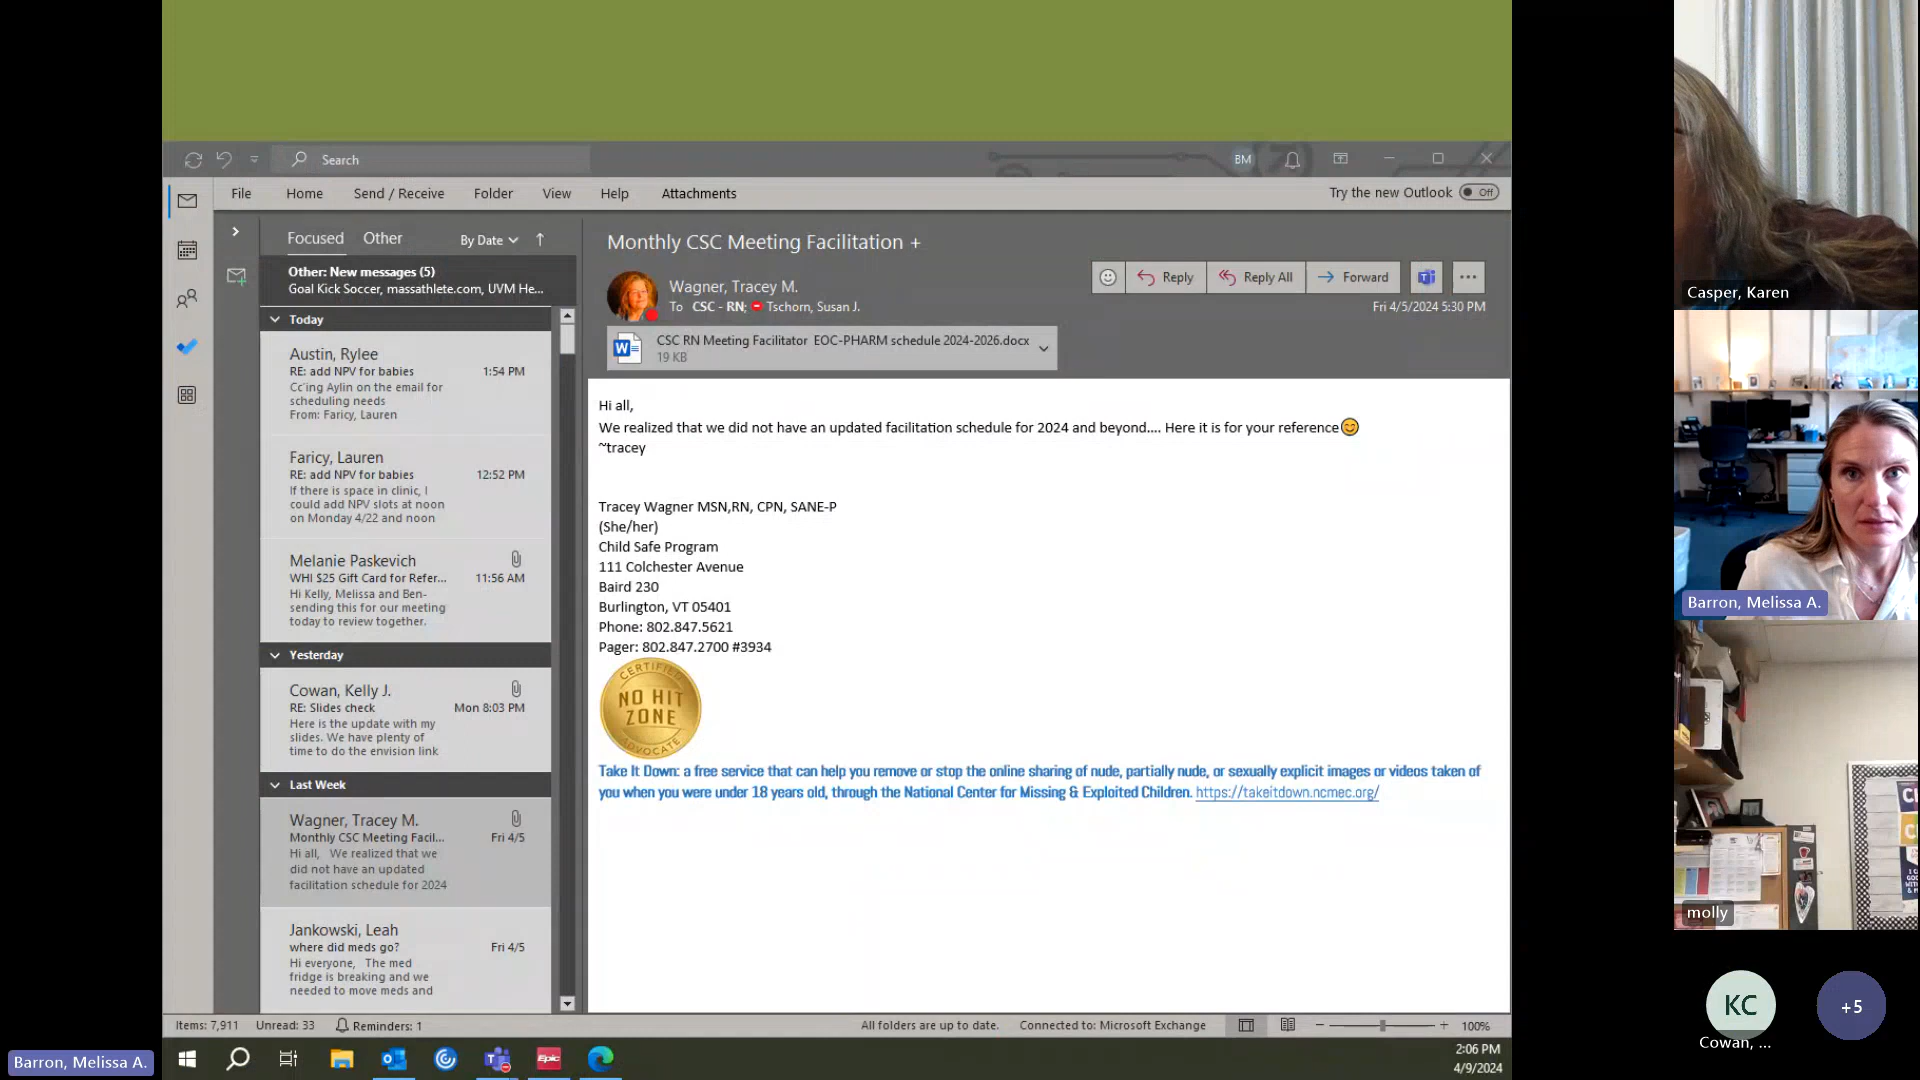 Search
BM
File Home Send / Receive Folder View Help Attachments
Try the new Outlook Off
Focused Other By Date
Other: New messages (5)
Goal Kick Soccer, massathlete.com, UVM He...
Today
Austin, Rylee
RE: add NPV for babies 1:54 PM
Cc'ing Aylin on the email for
scheduling needs
From: Faricy, Lauren
Faricy, Lauren
RE: add NPV for babies 12:52 PM
If there is space in clinic, I
could add NPV slots at noon
on Monday 4/22 and noon
Melanie Paskevich
WHI $25 Gift Card for Refer... 11:56 AM
Hi Kelly, Melissa and Ben-
sending this for our meeting
today to review together.
Yesterday
Cowan, Kelly J.
RE: Slides check Mon 8:03 PM
Here is the update with my
slides. We have plenty of
time to do the envision link
Last Week
Wagner, Tracey M.
Monthly CSC Meeting Facil... Fri 4/5
Hi all, We realized that we
did not have an updated
facilitation schedule for 2024
Jankowski, Leah
where did meds go? Fri 4/5
Hi everyone, The med
fridge is breaking and we
needed to move meds and
Monthly CSC Meeting Facilitation +
Wagner, Tracey M.
To CSC - RN; Tschorn, Susan J.
Reply Reply All Forward
Fri 4/5/2024 5:30 PM
CSC RN Meeting Facilitator EOC-PHARM schedule 2024-2026.docx
19 KB
Hi all,
We realized that we did not have an updated facilitation schedule for 2024 and beyond.... Here it is for your reference😊
~tracey
Tracey Wagner MSN,RN, CPN, SANE-P
(She/her)
Child Safe Program
111 Colchester Avenue
Baird 230
Burlington, VT 05401
Phone: 802.847.5621
Pager: 802.847.2700 #3934
CERTIFIED
NO HIT
ZONE
ADVOCATE
Take It Down: a free service that can help you remove or stop the online sharing of nude, partially nude, or sexually explicit images or videos taken of
you when you were under 18 years old, through the National Center for Missing & Exploited Children. https://takeitdown.ncmec.org/
Items: 7,911 Unread: 33 Reminders: 1
All folders are up to date. Connected to: Microsoft Exchange 100%
Epic
2:06 PM
4/9/2024
Barron, Melissa A.
Casper, Karen
Barron, Melissa A.
molly
KC
Cowan, ...
+5